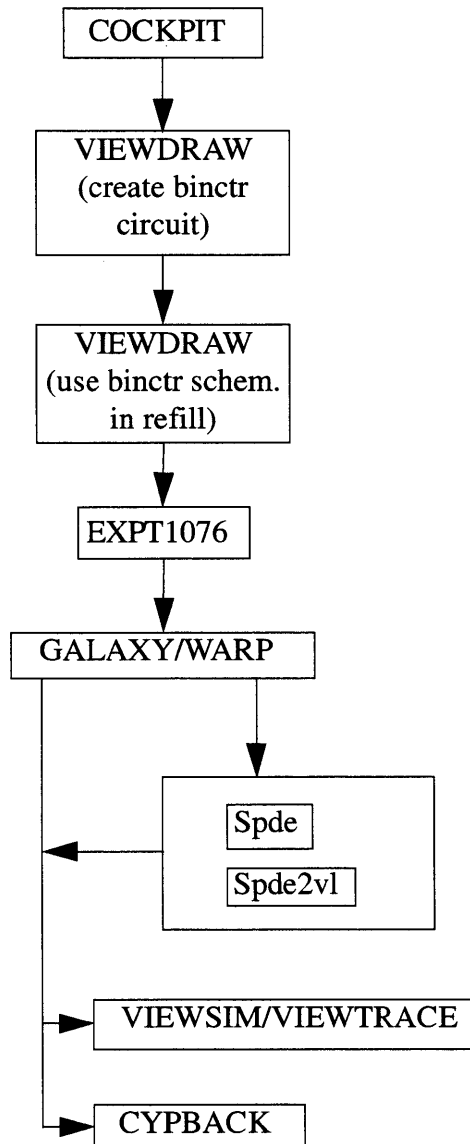 COCKPIT
VIEWDRAW
(create binctr
circuit)
VIEWDRAW
(use binctr schem.
in refill)
EXPT1076
GALAXY/WARP
Spde
Spde2vl
VIEWSIM/VIEWTRACE
CYPBACK